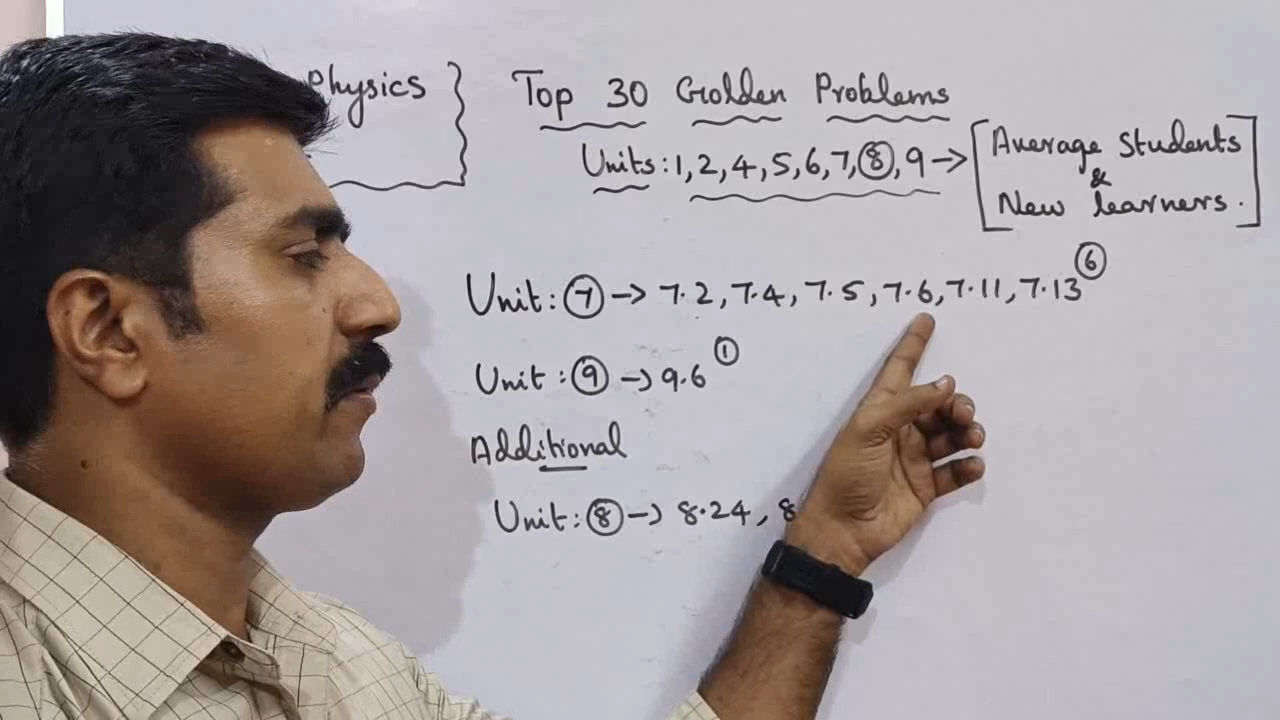 Physics
Top 30 Golden Problems
Units: 1, 2, 4, 5, 6, 7, 8, 9 →
Average Students
&
New learners.
Unit: 7 → 7.2, 7.4, 7.5, 7.6, 7.11, 7.13 6
Unit: 9 → 9.6 1
Additional
Unit: 8 → 8.24, 8